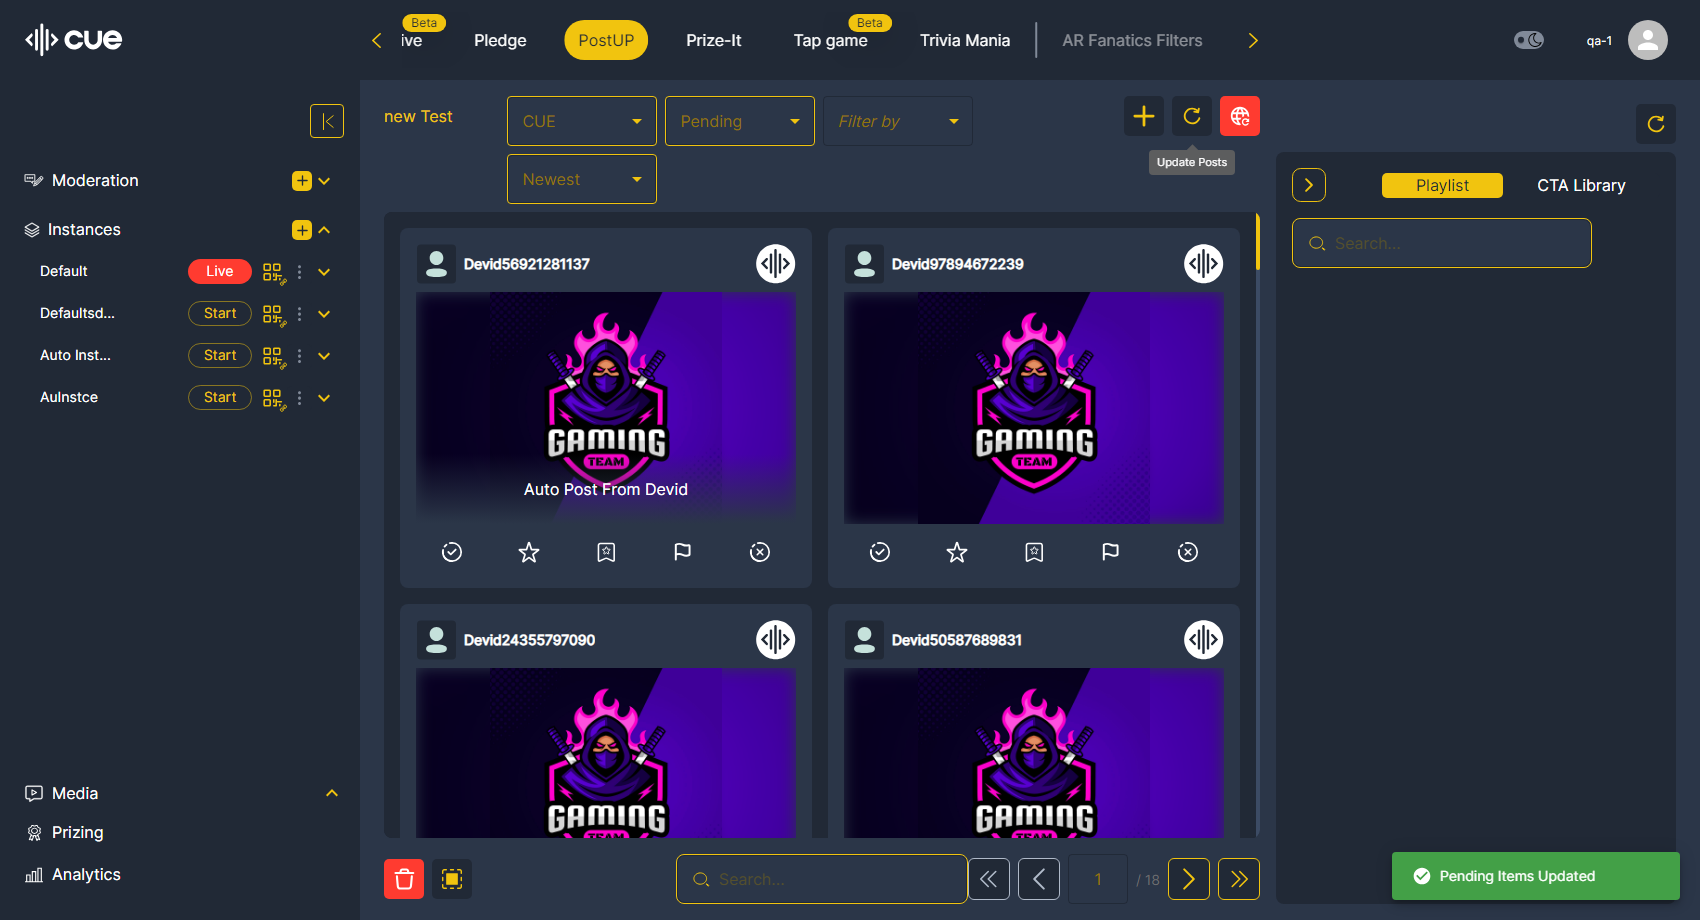 cue
Beta
ive
Pledge
PostUP
Prize-It
Beta
Tap game
Trivia Mania
AR Fanatics Filters
qa-1
new Test
CUE
Pending
Filter by
Newest
Update Posts
Moderation
Instances
Default
Live
Defaultsd...
Start
Auto Inst...
Start
AuInstce
Start
Media
Prizing
Analytics
Devid56921281137
GAMING
TEAM
Auto Post From Devid
Devid97894672239
GAMING
TEAM
Devid24355797090
GAMING
TEAM
Devid50587689831
GAMING
TEAM
Search...
1
/ 18
Playlist
CTA Library
Search...
Pending Items Updated